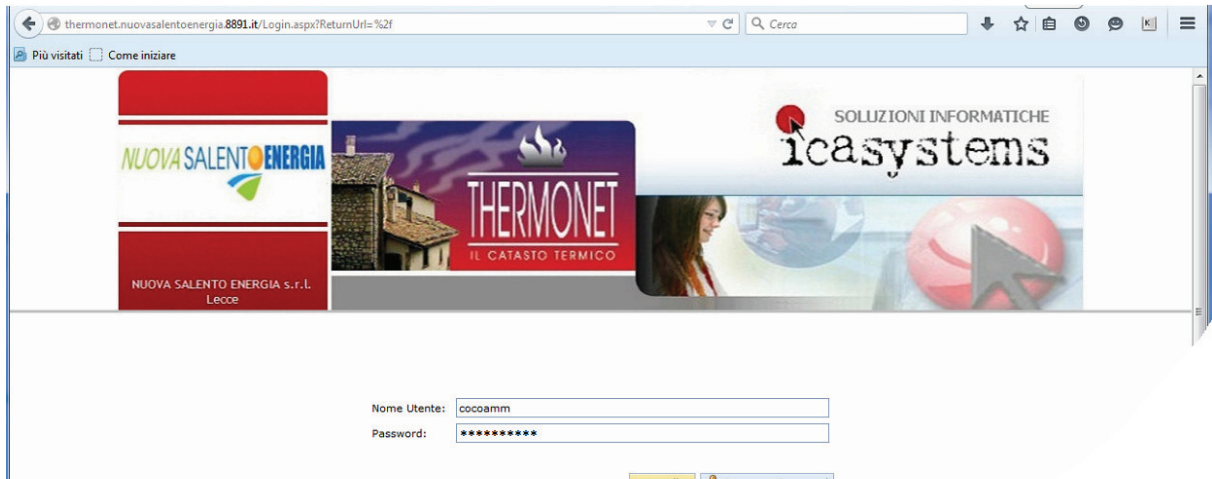 thermonet.nuovasalentoenergia.8891.it/Login.aspx?ReturnUrl=%2f
Cerca
K
Più visitati
Come iniziare
NUOVA SALENTO ENERGIA
THERMONET
IL CATASTO TERMICO
SOLUZIONI INFORMATICHE
icasystems
NUOVA SALENTO ENERGIA s.r.l.
Lecce
Nome Utente: cocoamm
Password: **********